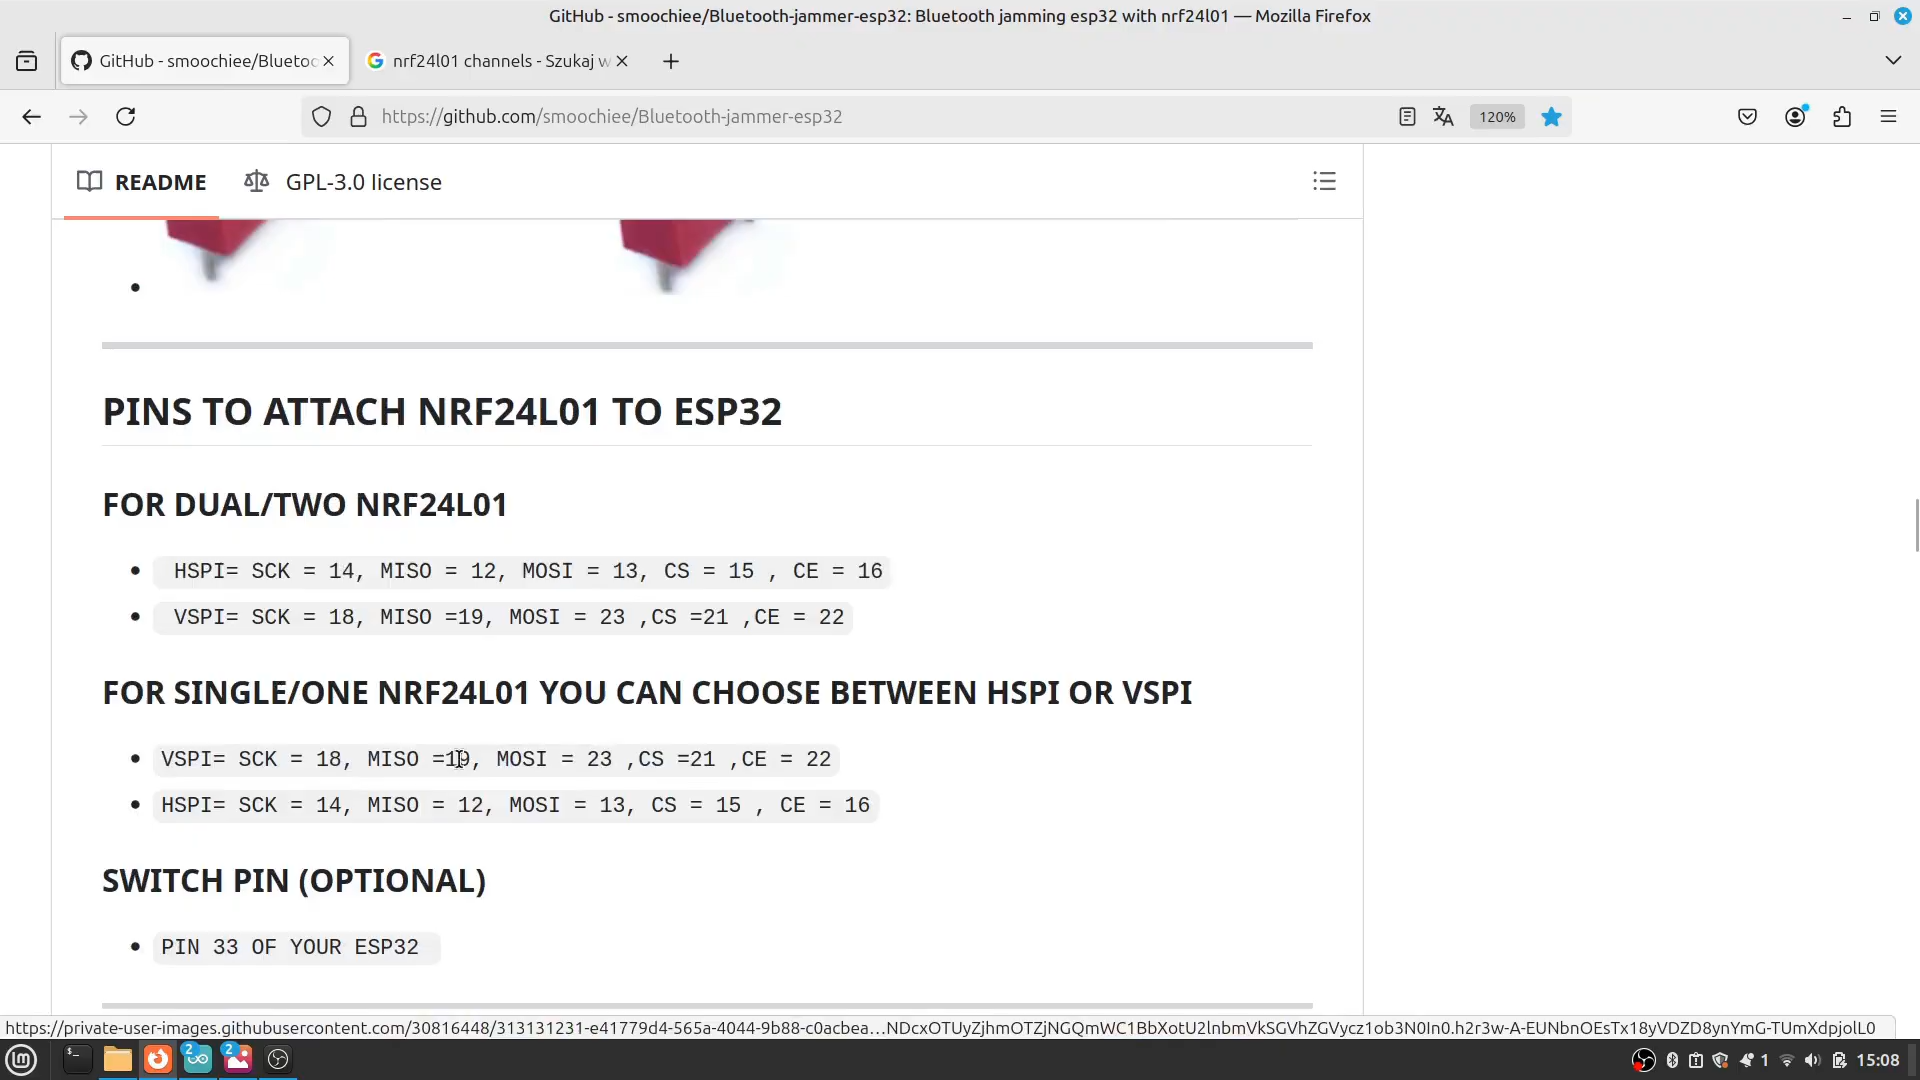 GitHub - smoochiee/Bluetooth-jammer-esp32: Bluetooth jamming esp32 with nrf24l01 — Mozilla Firefox
GitHub - smoochiee/Bluetoo
nrf24l01 channels - Szukaj w
https://github.com/smoochiee/Bluetooth-jammer-esp32
120%
README
GPL-3.0 license
PINS TO ATTACH NRF24L01 TO ESP32
FOR DUAL/TWO NRF24L01
HSPI= SCK = 14, MISO = 12, MOSI = 13, CS = 15 , CE = 16
VSPI= SCK = 18, MISO =19, MOSI = 23 ,CS =21 ,CE = 22
FOR SINGLE/ONE NRF24L01 YOU CAN CHOOSE BETWEEN HSPI OR VSPI
VSPI= SCK = 18, MISO =19, MOSI = 23 ,CS =21 ,CE = 22
HSPI= SCK = 14, MISO = 12, MOSI = 13, CS = 15 , CE = 16
SWITCH PIN (OPTIONAL)
PIN 33 OF YOUR ESP32
https://private-user-images.githubusercontent.com/30816448/313131231-e41779d4-565a-4044-9b88-c0acbea…NDcxOTUyZjhmOTZjNGQmWC1BbXotU2lnbmVkSGVhZGVycz1ob3N0In0.h2r3w-A-EUNbnOEsTx18yVDZD8ynYmG-TUmXdpjolL0
2
2
1
15:08